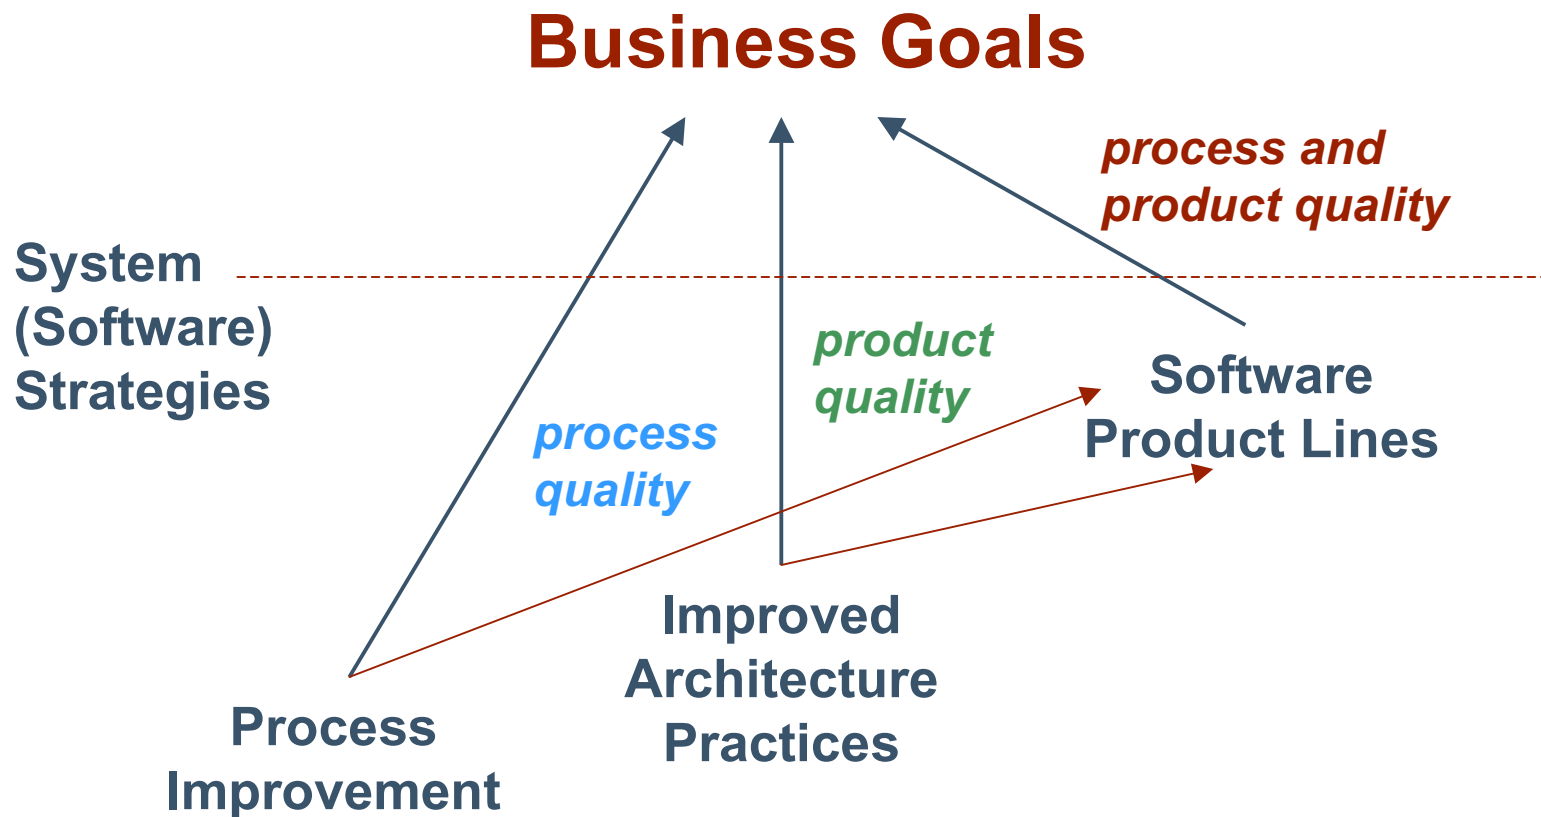 Business Goals
process and
product quality
System
(Software)
Strategies
product
quality
Software
Product Lines
process
quality
Improved
Architecture
Practices
Process
Improvement